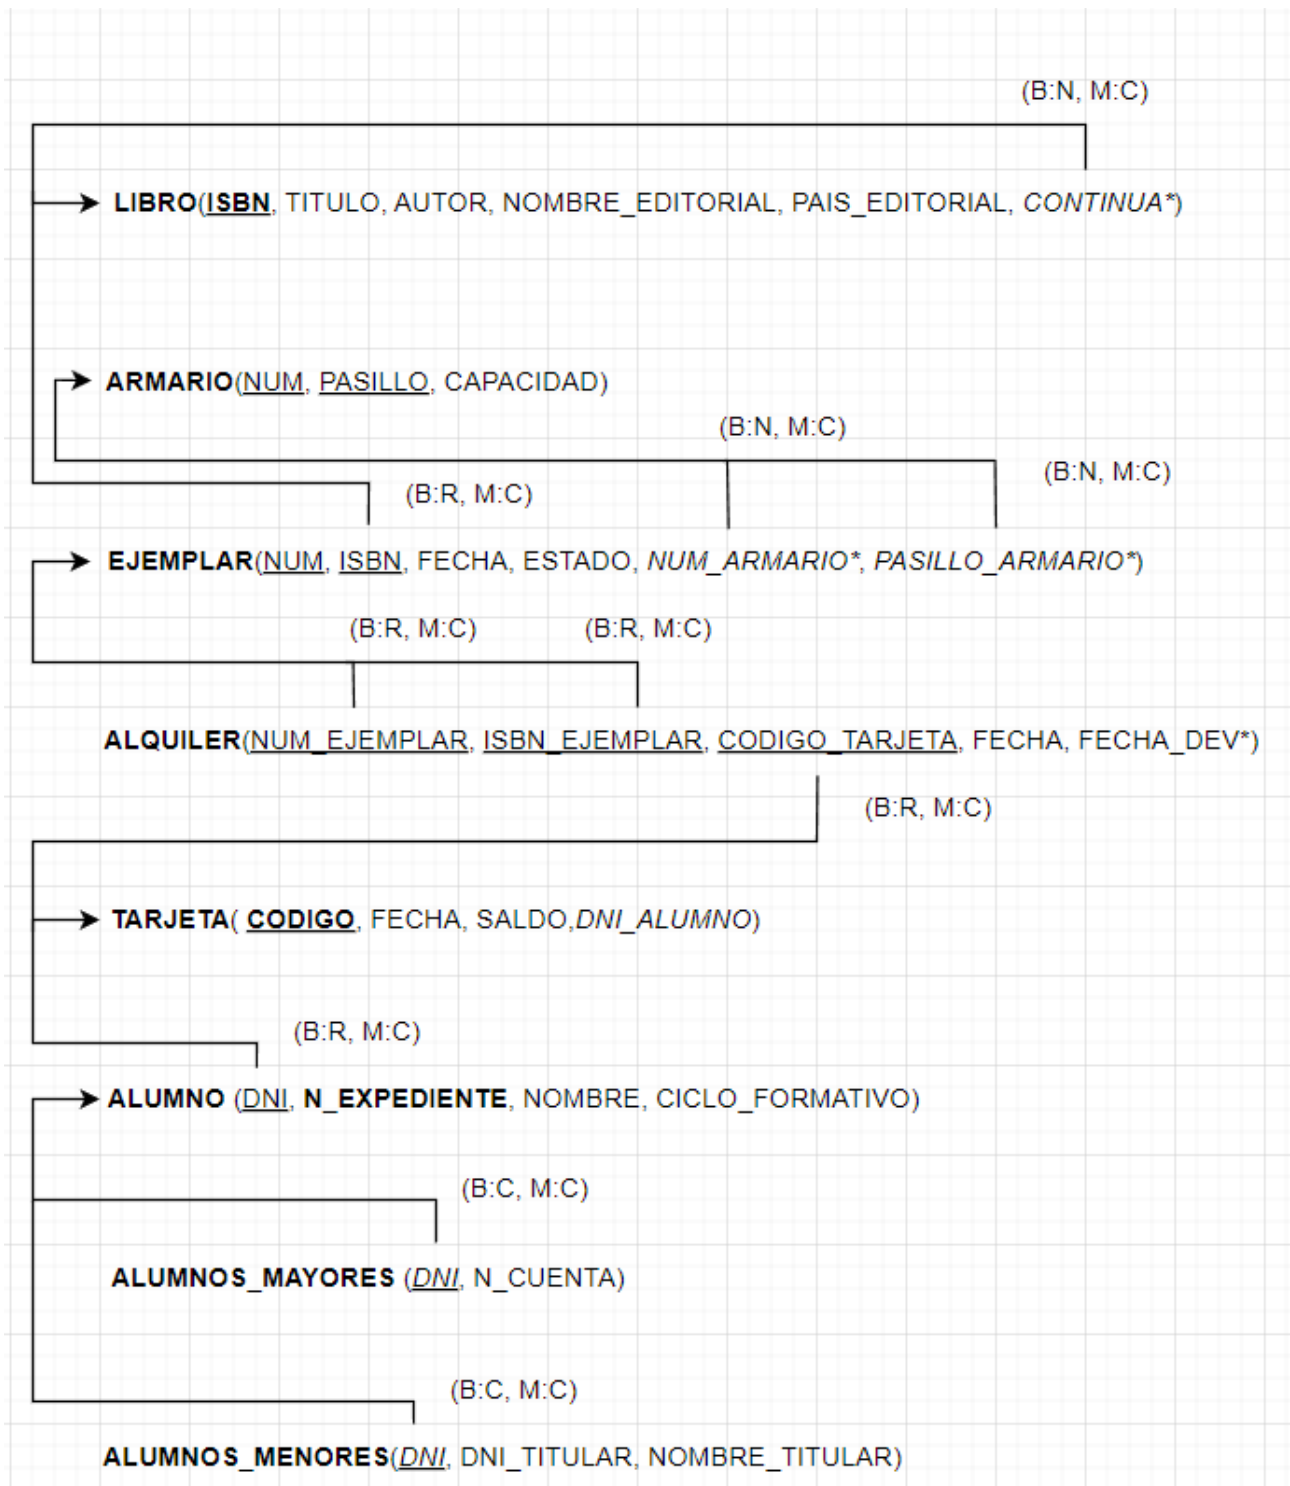 (B:N, M:C)
LIBRO(ISBN, TITULO, AUTOR, NOMBRE_EDITORIAL, PAIS_EDITORIAL, CONTINUA*)
ARMARIO(NUM, PASILLO, CAPACIDAD)
(B:N, M:C)
(B:N, M:C)
(B:R, M:C)
EJEMPLAR(NUM, ISBN, FECHA, ESTADO, NUM_ARMARIO*, PASILLO_ARMARIO*)
(B:R, M:C) (B:R, M:C)
ALQUILER(NUM_EJEMPLAR, ISBN_EJEMPLAR, CODIGO_TARJETA, FECHA, FECHA_DEV*)
(B:R, M:C)
TARJETA( CODIGO, FECHA, SALDO,DNI_ALUMNO)
(B:R, M:C)
ALUMNO (DNI, N_EXPEDIENTE, NOMBRE, CICLO_FORMATIVO)
(B:C, M:C)
ALUMNOS_MAYORES (DNI, N_CUENTA)
(B:C, M:C)
ALUMNOS_MENORES(DNI, DNI_TITULAR, NOMBRE_TITULAR)